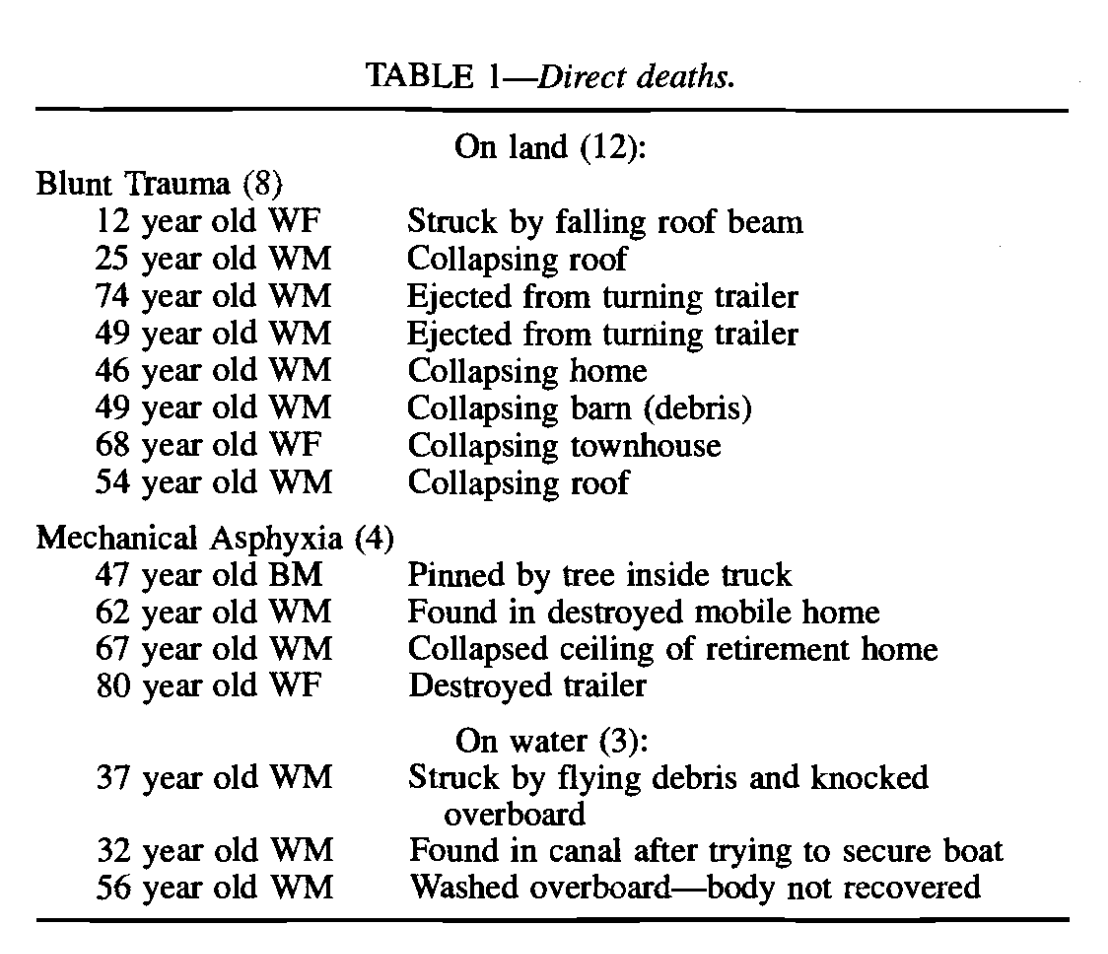 TABLE 1—Direct deaths.
On land (12):
Blunt Trauma (8)
12 year old WF Struck by falling roof beam
25 year old WM Collapsing roof
74 year old WM Ejected from turning trailer
49 year old WM Ejected from turning trailer
46 year old WM Collapsing home
49 year old WM Collapsing barn (debris)
68 year old WF Collapsing townhouse
54 year old WM Collapsing roof
Mechanical Asphyxia (4)
47 year old BM Pinned by tree inside truck
62 year old WM Found in destroyed mobile home
67 year old WM Collapsed ceiling of retirement home
80 year old WF Destroyed trailer
On water (3):
37 year old WM Struck by flying debris and knocked
overboard
32 year old WM Found in canal after trying to secure boat
56 year old WM Washed overboard—body not recovered